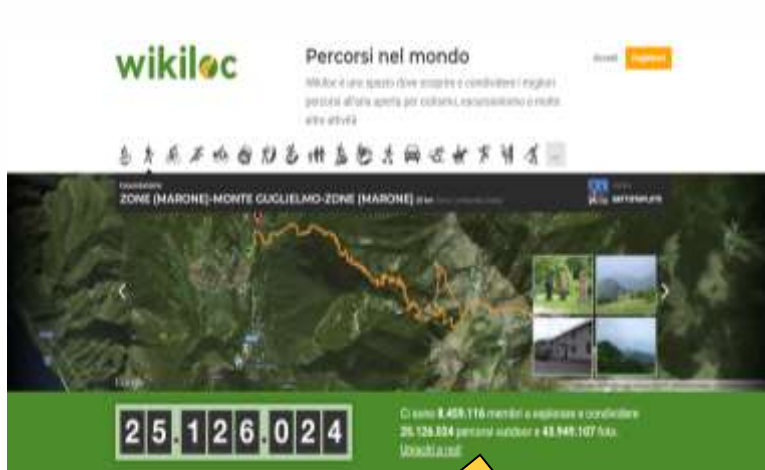 wikiloc
Percorsi nel mondo
Wikiloc è uno spazio dove scoprire e condividere i migliori
percorsi all'aria aperta per ciclismo, escursionismo e molte
altre attività
ZONE (MARONE)-MONTE GUGLIELMO-ZONE (MARONE)
25.126.024
Ci sono 8.459.116 membri a esplorare e condividere
25.126.024 percorsi outdoor e 43.949.107 foto.
Unisciti a noi!